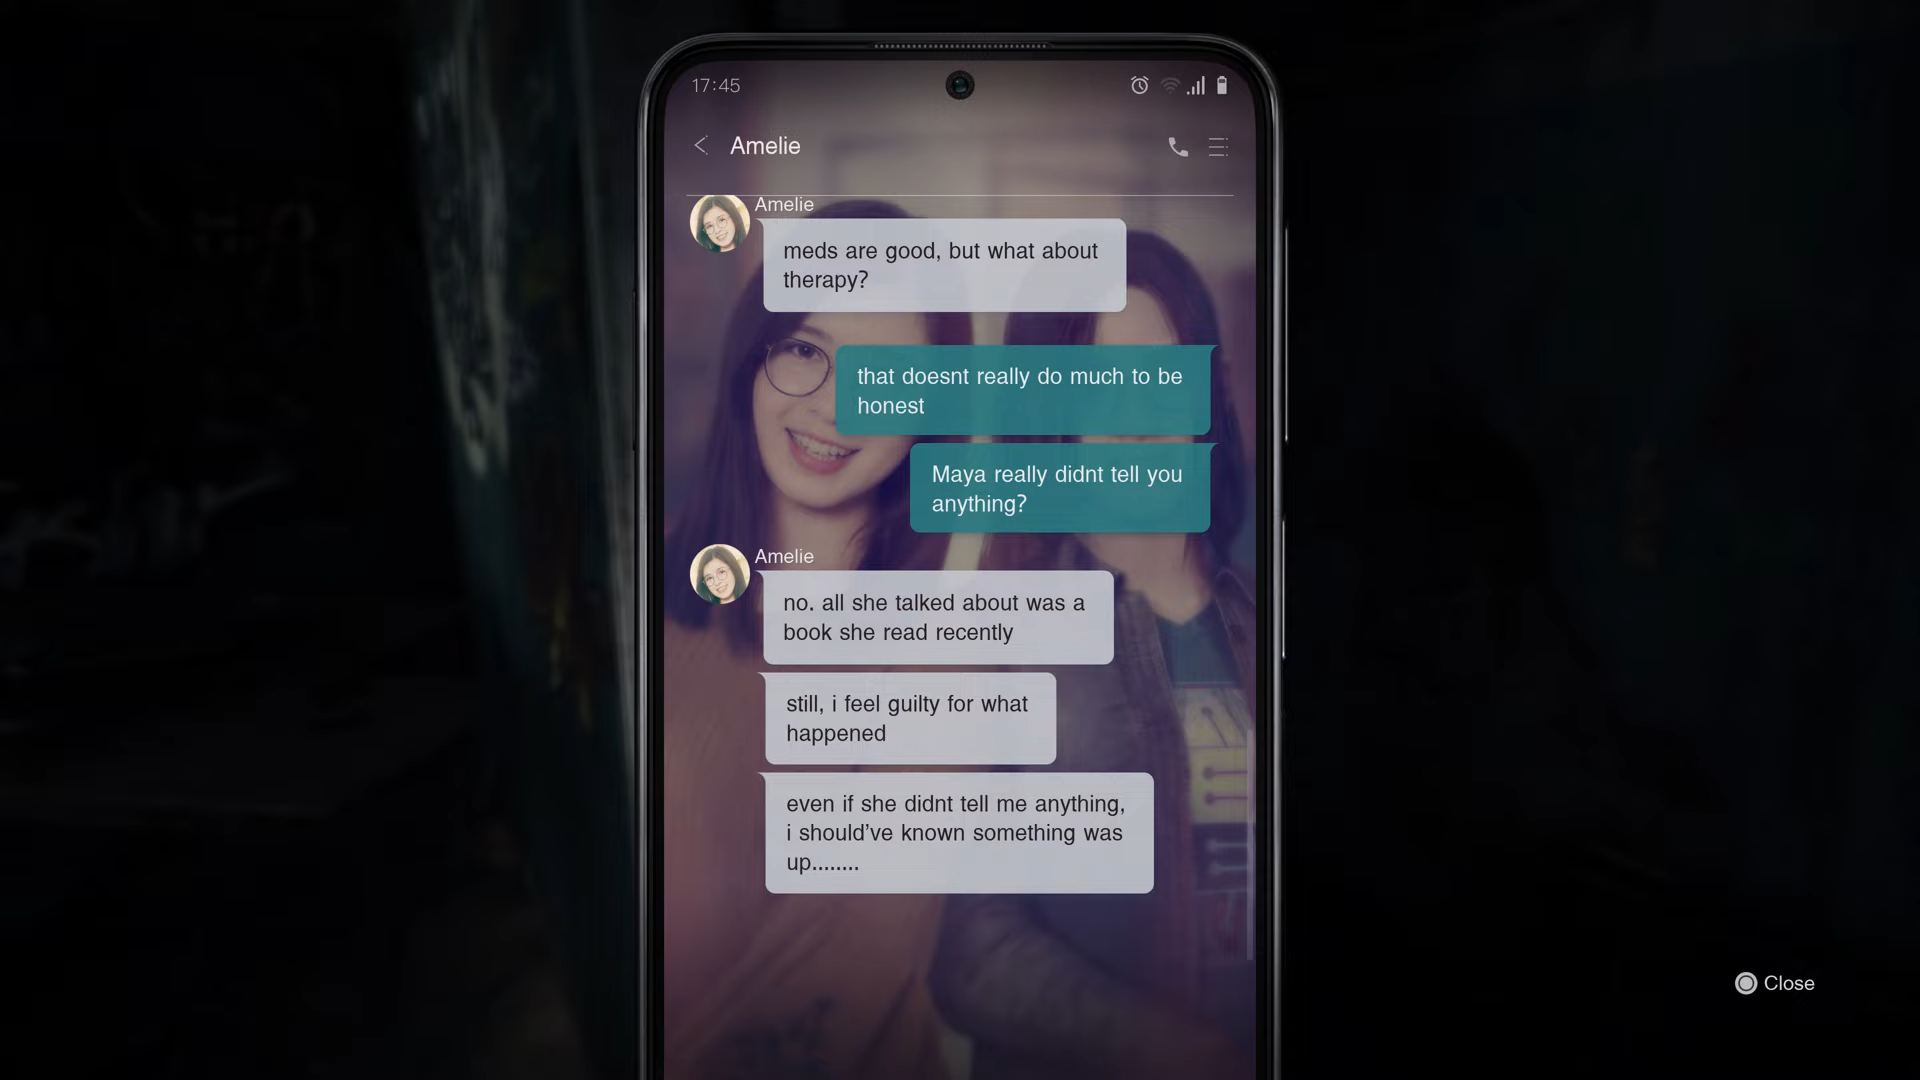 17:45
Amelie
Amelie
meds are good, but what about
therapy?
that doesnt really do much to be
honest
Maya really didnt tell you
anything?
Amelie
no. all she talked about was a
book she read recently
still, i feel guilty for what
happened
even if she didnt tell me anything,
i should’ve known something was
up........
Close